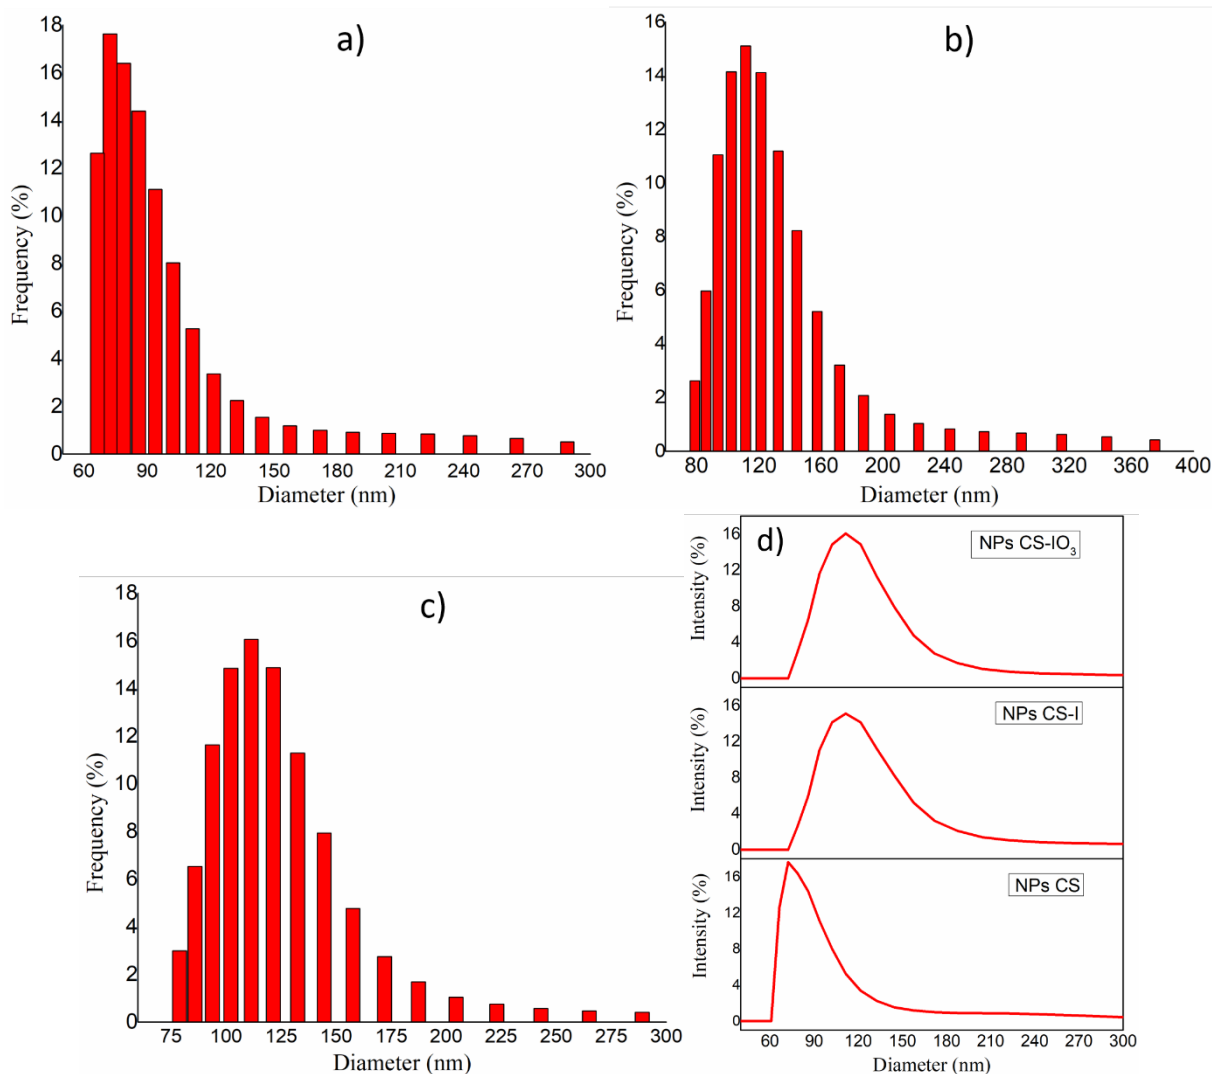 a)
18
16
14
12
10
8
6
4
2
0
Frequency (%)
60 90 120 150 180 210 240 270 300
Diameter (nm)
b)
16
14
12
10
8
6
4
2
0
Frequency (%)
80 120 160 200 240 280 320 360 400
Diameter (nm)
c)
18
16
14
12
10
8
6
4
2
0
Frequency (%)
75 100 125 150 175 200 225 250 275 300
Diameter (nm)
d)
NPs CS-IO₃
16
12
8
4
0
Intensity (%)
NPs CS-I
16
12
8
4
0
Intensity (%)
NPs CS
16
12
8
4
0
Intensity (%)
60 90 120 150 180 210 240 270 300
Diameter (nm)